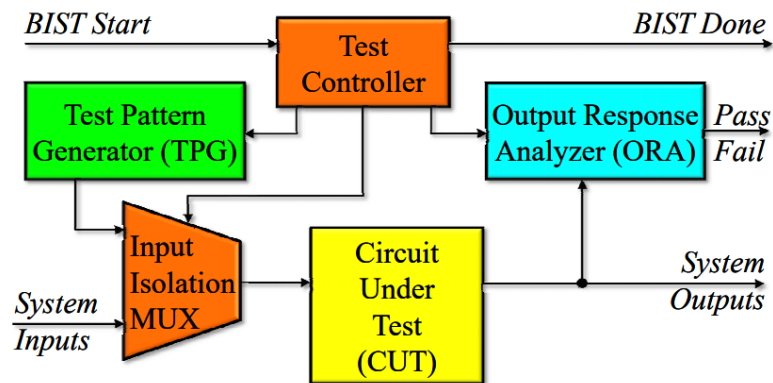 BIST Start
Test
Controller
BIST Done
Test Pattern
Generator (TPG)
Output Response
Analyzer (ORA)
Pass
Fail
Input
Isolation
MUX
System
Inputs
Circuit
Under
Test
(CUT)
System
Outputs